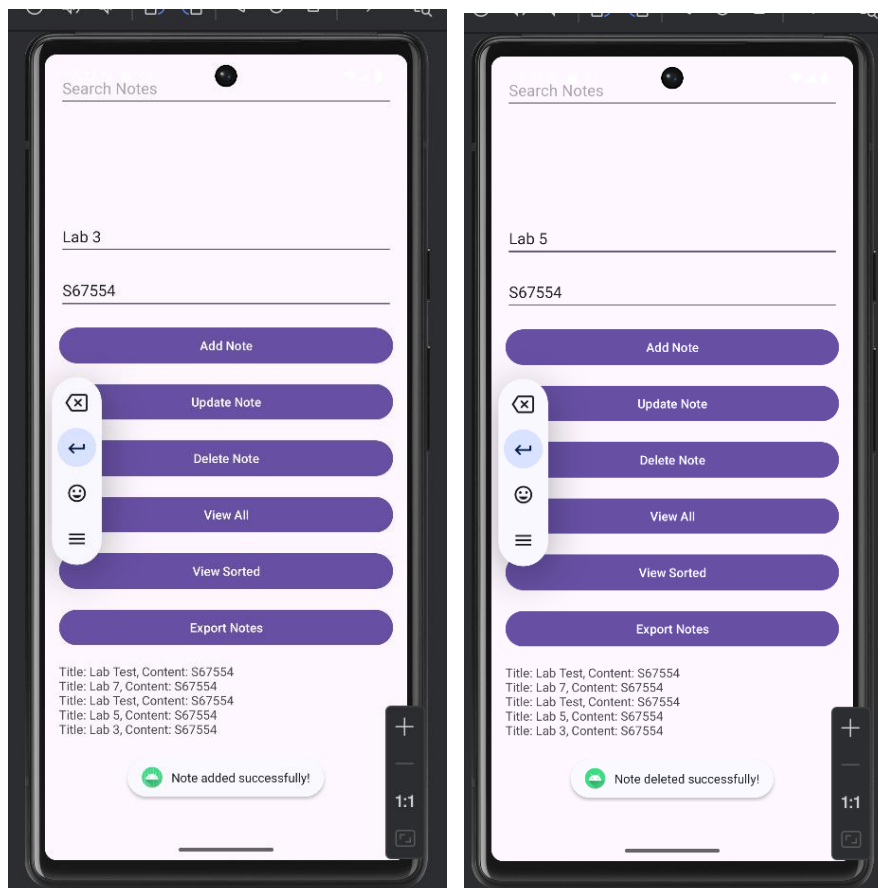 Search Notes
Lab 3
S67554
Add Note
Update Note
Delete Note
View All
View Sorted
Export Notes
Title: Lab Test, Content: S67554
Title: Lab 7, Content: S67554
Title: Lab Test, Content: S67554
Title: Lab 5, Content: S67554
Title: Lab 3, Content: S67554
Note added successfully!
1:1
Search Notes
Lab 5
S67554
Add Note
Update Note
Delete Note
View All
View Sorted
Export Notes
Title: Lab Test, Content: S67554
Title: Lab 7, Content: S67554
Title: Lab Test, Content: S67554
Title: Lab 5, Content: S67554
Title: Lab 3, Content: S67554
Note deleted successfully!
1:1